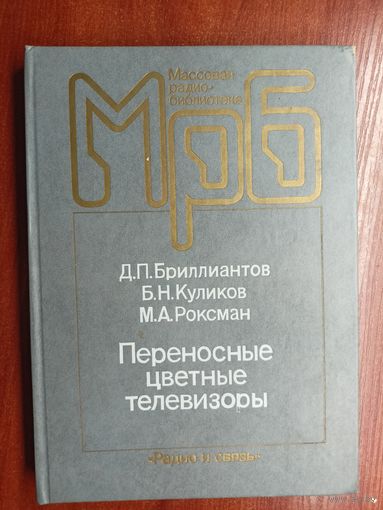 Массовая
радио-
библиотека
Мрб
Д.П.Бриллиантов
Б.Н.Куликов
М.А.Роксман
Переносные
цветные
телевизоры
«Радио и связь»